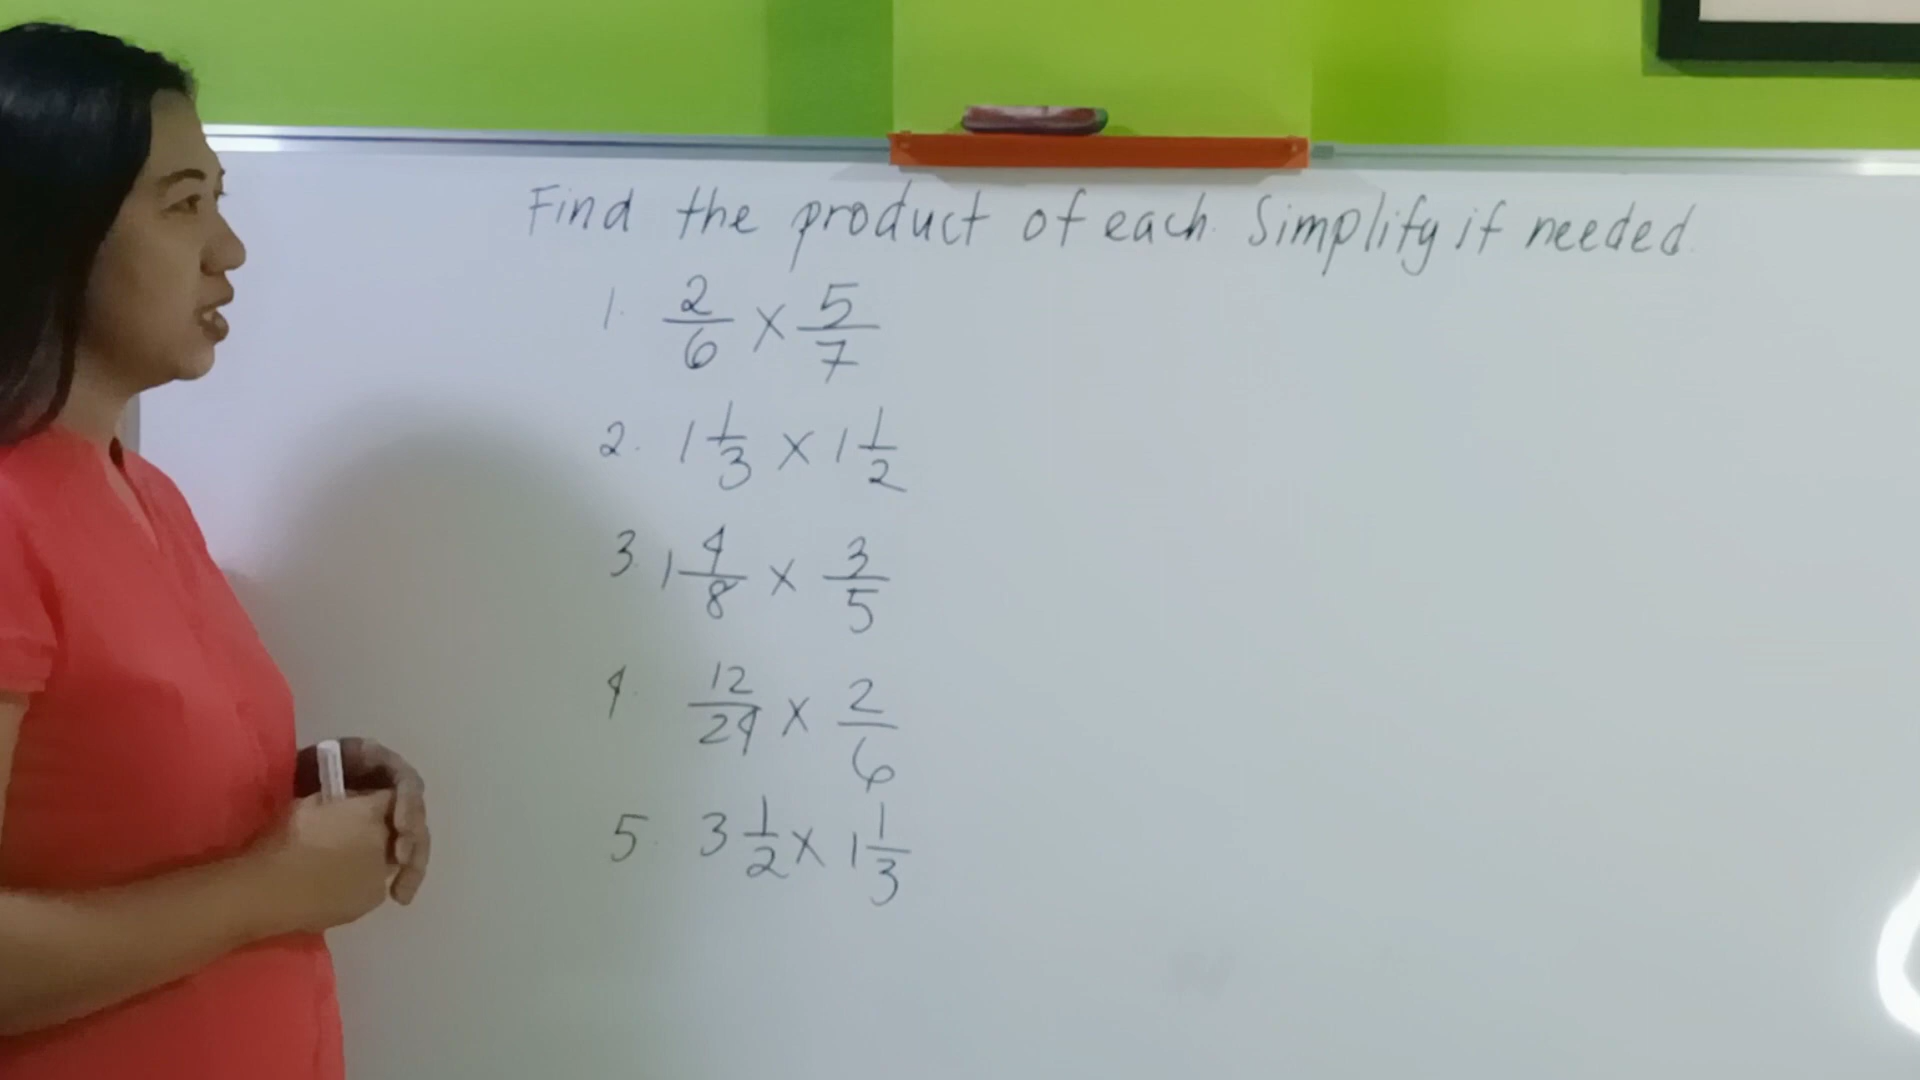 Find the product of each. Simplify if needed.
1. 2/6 x 5/7
2. 1 1/3 x 1 1/2
3. 1 4/8 x 3/5
4. 12/24 x 2/6
5. 3 1/2 x 1 1/3